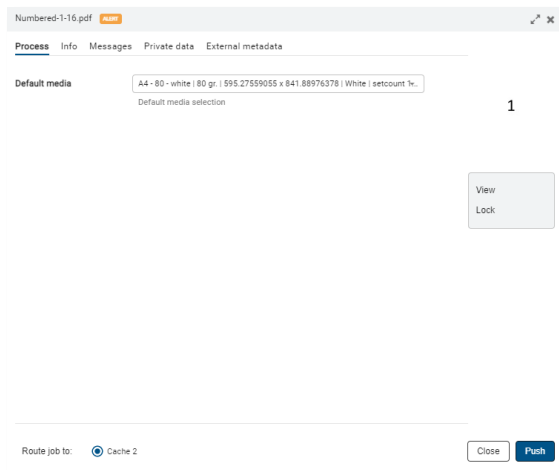 Numbered-1-16.pdf ALERT
Process Info Messages Private data External metadata
Default media
A4 - 80 - white | 80 gr. | 595.27559055 x 841.88976378 | White | setcount 1...
Default media selection
1
View
Lock
Route job to: Cache 2
Close Push